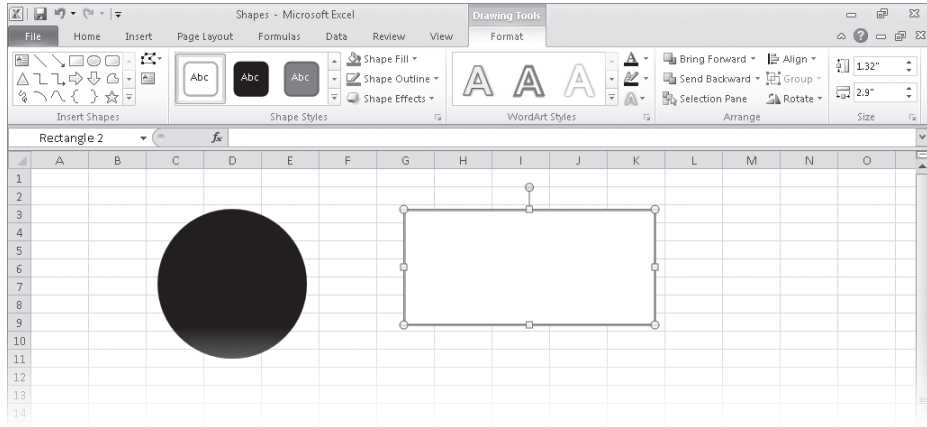 Shapes - Microsoft Excel
Drawing Tools
File Home Insert Page Layout Formulas Data Review View Format
Abc Abc Abc
Shape Fill
Shape Outline
Shape Effects
A A A
Bring Forward Align
Send Backward Group
Selection Pane Rotate
1.32"
2.9"
Insert Shapes Shape Styles WordArt Styles Arrange Size
Rectangle 2 fx
A B C D E F G H I J K L M N O
1
2
3
4
5
6
7
8
9
10
11
12
13
14